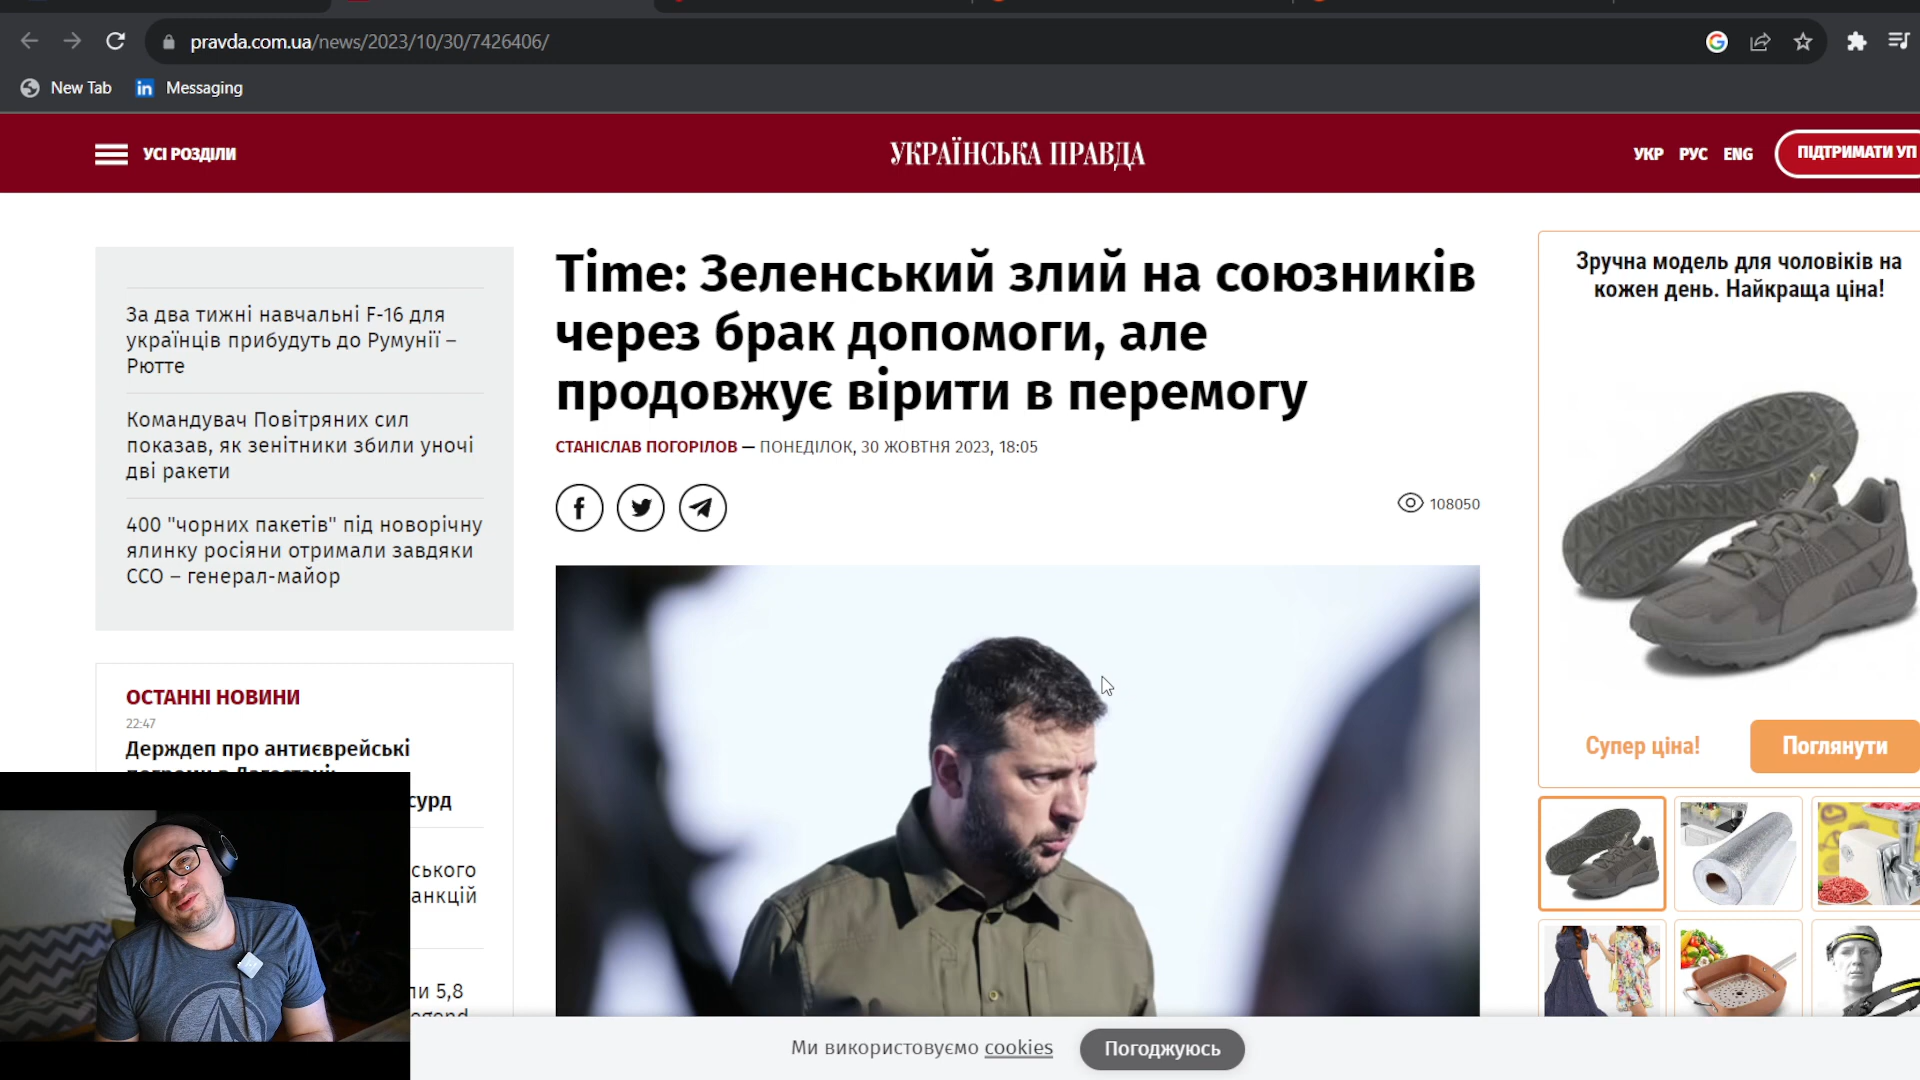 pravda.com.ua/news/2023/10/30/7426406/
New Tab
in Messaging
УСІ РОЗДІЛИ
УКРАЇНСЬКА ПРАВДА
УКР РУС ENG
ПІДТРИМАТИ УП
За два тижні навчальні F-16 для
українців прибудуть до Румунії –
Рютте
Командувач Повітряних сил
показав, як зенітники збили уночі
дві ракети
400 "чорних пакетів" під новорічну
ялинку росіяни отримали завдяки
ССО – генерал-майор
ОСТАННІ НОВИНИ
22:47
Держдеп про антиєврейські
Time: Зеленський злий на союзників
через брак допомоги, але
продовжує вірити в перемогу
СТАНІСЛАВ ПОГОРІЛОВ — ПОНЕДІЛОК, 30 ЖОВТНЯ 2023, 18:05
108050
Зручна модель для чоловіків на
кожен день. Найкраща ціна!
Супер ціна!
Поглянути
Ми використовуємо cookies
Погоджуюсь